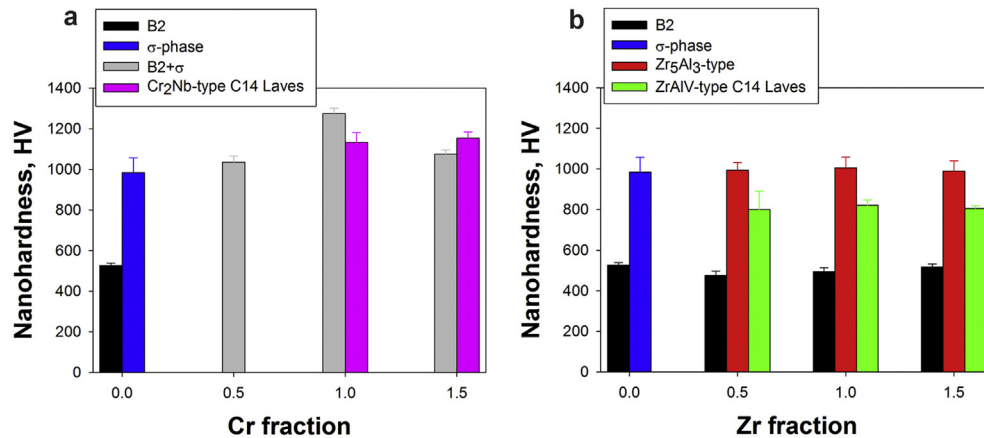 a
B2
σ-phase
B2+σ
Cr2Nb-type C14 Laves
Nanohardness, HV
1400
1200
1000
800
600
400
200
0
0.0 0.5 1.0 1.5
Cr fraction
b
B2
σ-phase
Zr5Al3-type
ZrAlV-type C14 Laves
Nanohardness, HV
1400
1200
1000
800
600
400
200
0
0.0 0.5 1.0 1.5
Zr fraction